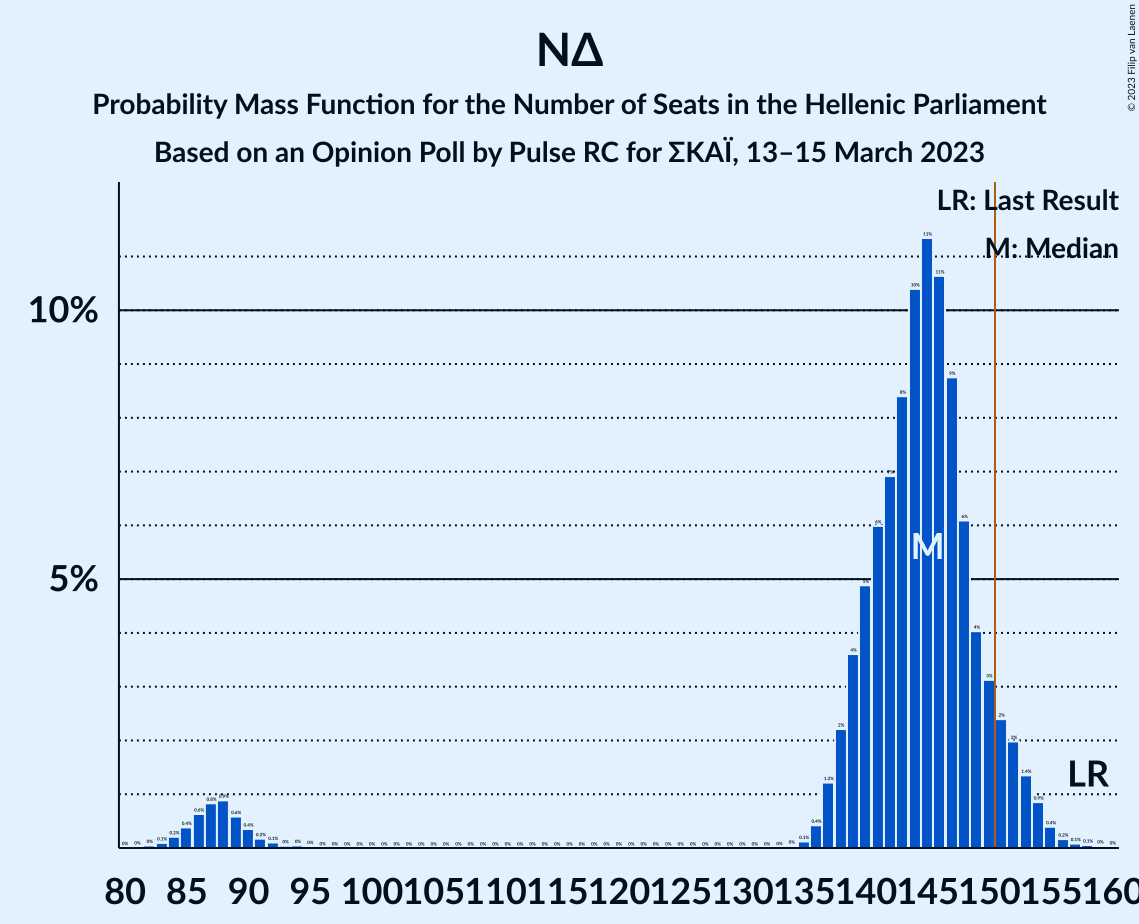 © 2023 Filip van Laenen
ΝΔ
Probability Mass Function for the Number of Seats in the Hellenic Parliament
Based on an Opinion Poll by Pulse RC for ΣΚΑΪ, 13–15 March 2023
LR: Last Result
M: Median
10%
5%
M
LR
80 85 90 95 100 105 110 115 120 125 130 135 140 145 150 155 160